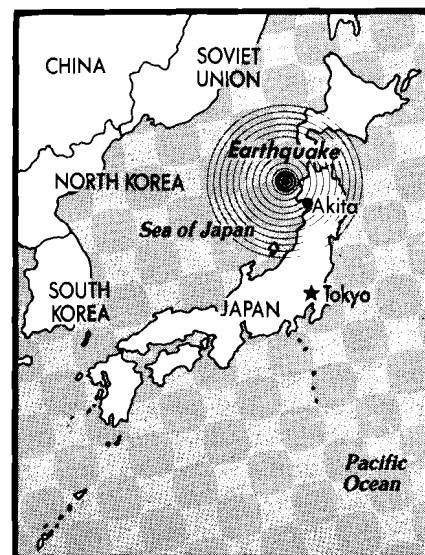 CHINA
SOVIET
UNION
Earthquake
NORTH KOREA
Akita
Sea of Japan
SOUTH
KOREA
JAPAN
Tokyo
Pacific
Ocean